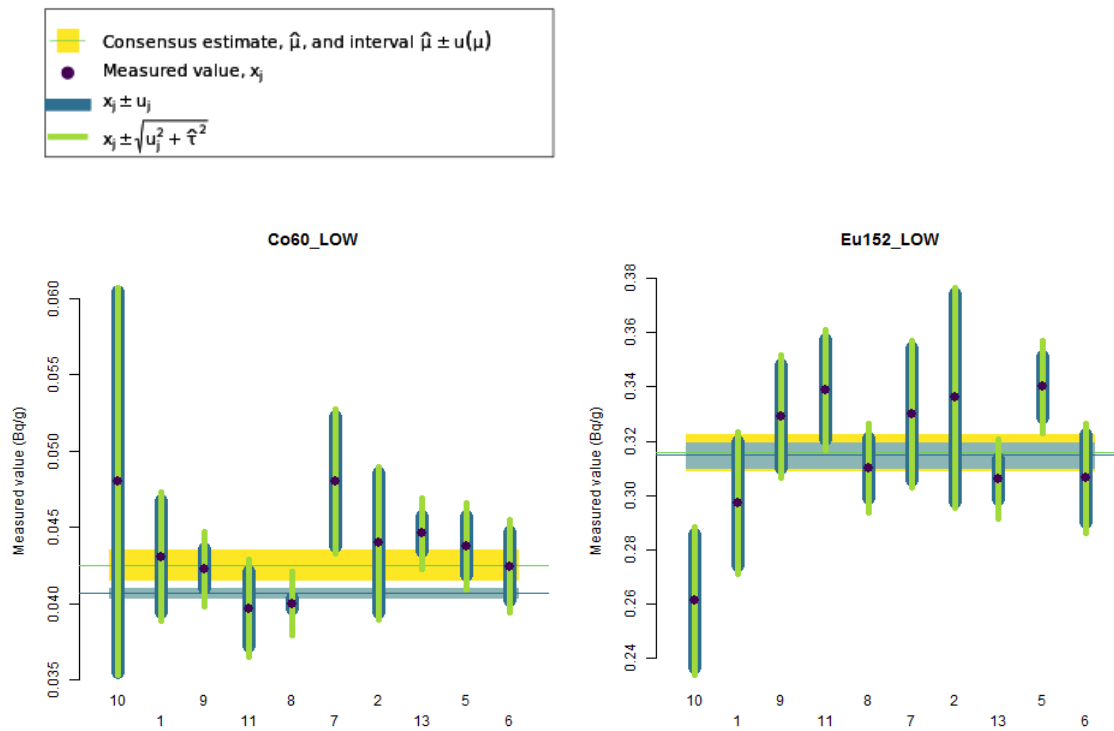 Consensus estimate, μ̂, and interval μ̂ ± u(μ)
Measured value, xⱼ
xⱼ ± uⱼ
xⱼ ± √(uⱼ² + τ̂²)
Co60_LOW
Measured value (Bq/g)
0.060
0.055
0.050
0.045
0.040
0.035
10 1 9 11 8 7 2 13 5 6
Eu152_LOW
Measured value (Bq/g)
0.38
0.36
0.34
0.32
0.30
0.28
0.26
0.24
10 1 9 11 8 7 2 13 5 6